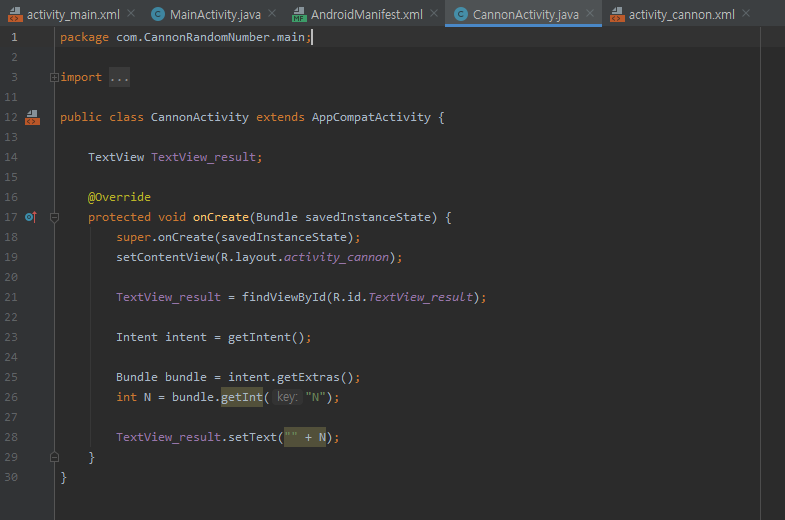 activity_main.xml × MainActivity.java × AndroidManifest.xml × CannonActivity.java × activity_cannon.xml ×
1 package com.CannonRandomNumber.main;
2
3 import ...
11
12 public class CannonActivity extends AppCompatActivity {
13
14 TextView TextView_result;
15
16 @Override
17 protected void onCreate(Bundle savedInstanceState) {
18 super.onCreate(savedInstanceState);
19 setContentView(R.layout.activity_cannon);
20
21 TextView_result = findViewById(R.id.TextView_result);
22
23 Intent intent = getIntent();
24
25 Bundle bundle = intent.getExtras();
26 int N = bundle.getInt( key: "N");
27
28 TextView_result.setText("" + N);
29 }
30 }